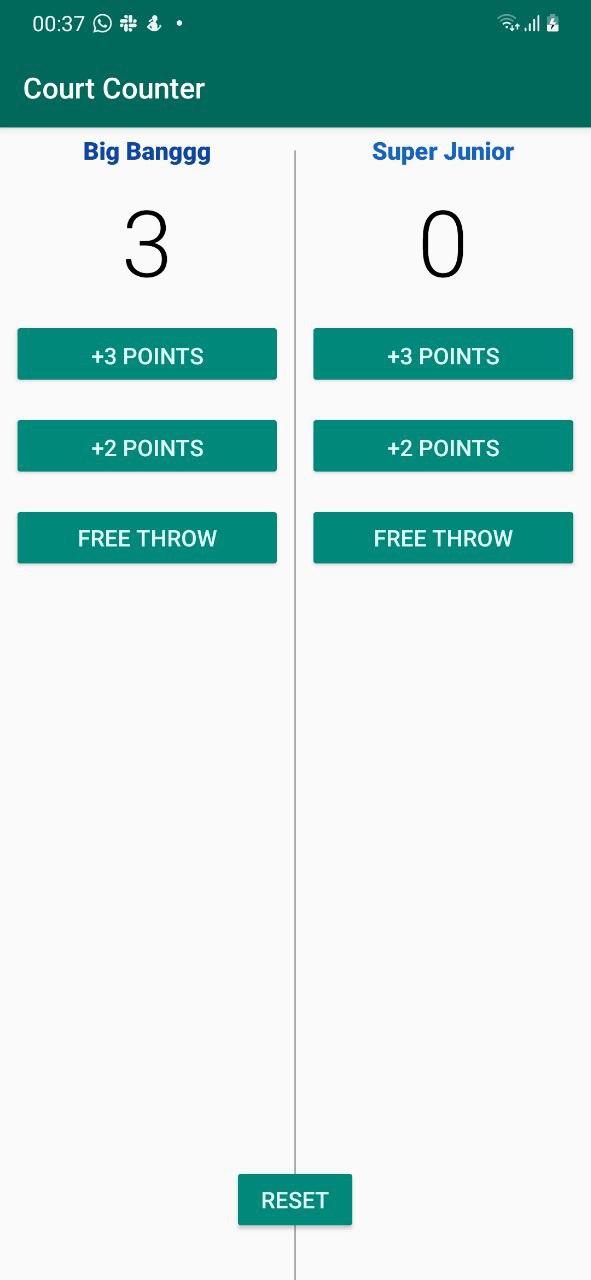 00:37
Court Counter
Big Banggg
Super Junior
3
0
+3 POINTS
+3 POINTS
+2 POINTS
+2 POINTS
FREE THROW
FREE THROW
RESET